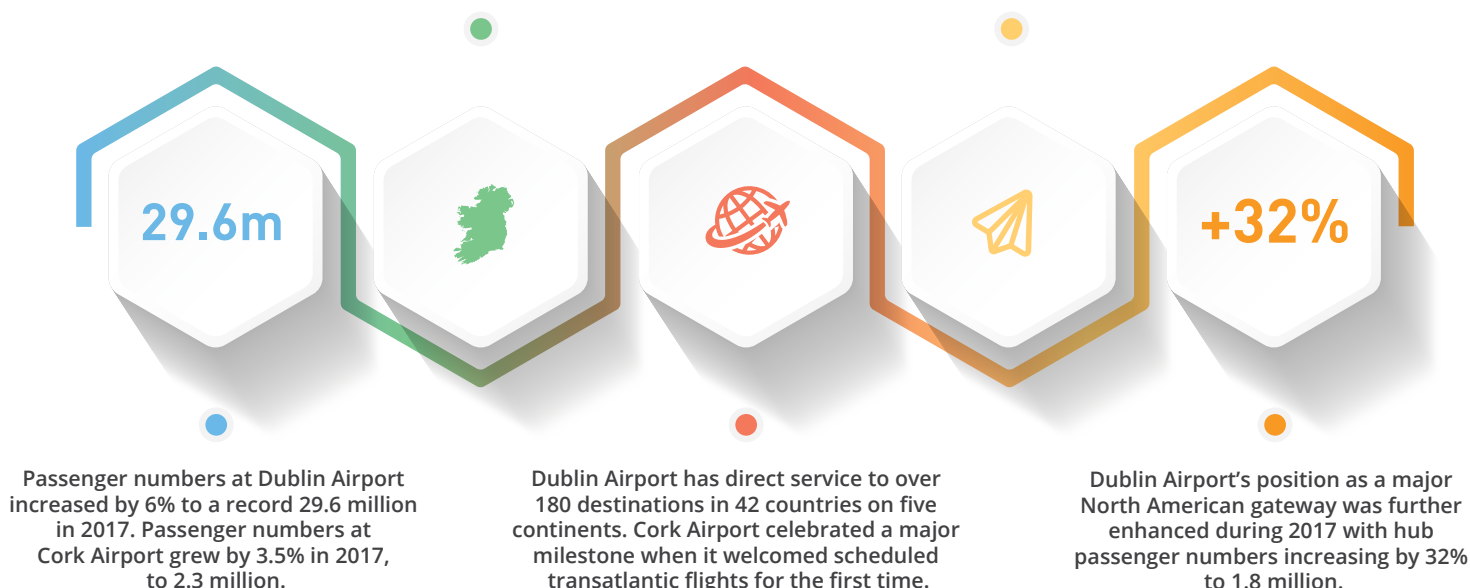 29.6m
+32%
Passenger numbers at Dublin Airport
increased by 6% to a record 29.6 million
in 2017. Passenger numbers at
Cork Airport grew by 3.5% in 2017,
to 2.3 million.
Dublin Airport has direct service to over
180 destinations in 42 countries on five
continents. Cork Airport celebrated a major
milestone when it welcomed scheduled
transatlantic flights for the first time.
Dublin Airport’s position as a major
North American gateway was further
enhanced during 2017 with hub
passenger numbers increasing by 32%
to 1.8 million.